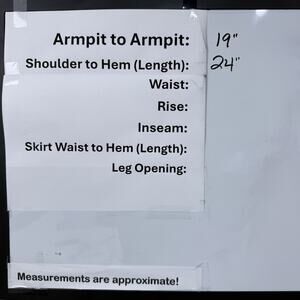 Armpit to Armpit: 19"
Shoulder to Hem (Length): 24"
Waist:
Rise:
Inseam:
Skirt Waist to Hem (Length):
Leg Opening:
Measurements are approximate!